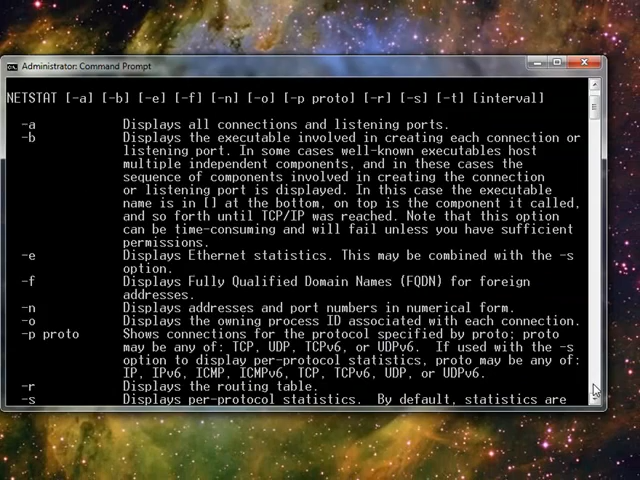 Administrator: Command Prompt
NETSTAT [-a] [-b] [-e] [-f] [-n] [-o] [-p proto] [-r] [-s] [-t] [interval]
-a Displays all connections and listening ports.
-b Displays the executable involved in creating each connection or
listening port. In some cases well-known executables host
multiple independent components, and in these cases the
sequence of components involved in creating the connection
or listening port is displayed. In this case the executable
name is in [] at the bottom, on top is the component it called,
and so forth until TCP/IP was reached. Note that this option
can be time-consuming and will fail unless you have sufficient
permissions.
-e Displays Ethernet statistics. This may be combined with the -s
option.
-f Displays Fully Qualified Domain Names (FQDN) for foreign
addresses.
-n Displays addresses and port numbers in numerical form.
-o Displays the owning process ID associated with each connection.
-p proto Shows connections for the protocol specified by proto; proto
may be any of: TCP, UDP, TCPv6, or UDPv6. If used with the -s
option to display per-protocol statistics, proto may be any of:
IP, IPv6, ICMP, ICMPv6, TCP, TCPv6, UDP, or UDPv6.
-r Displays the routing table.
-s Displays per-protocol statistics. By default, statistics are